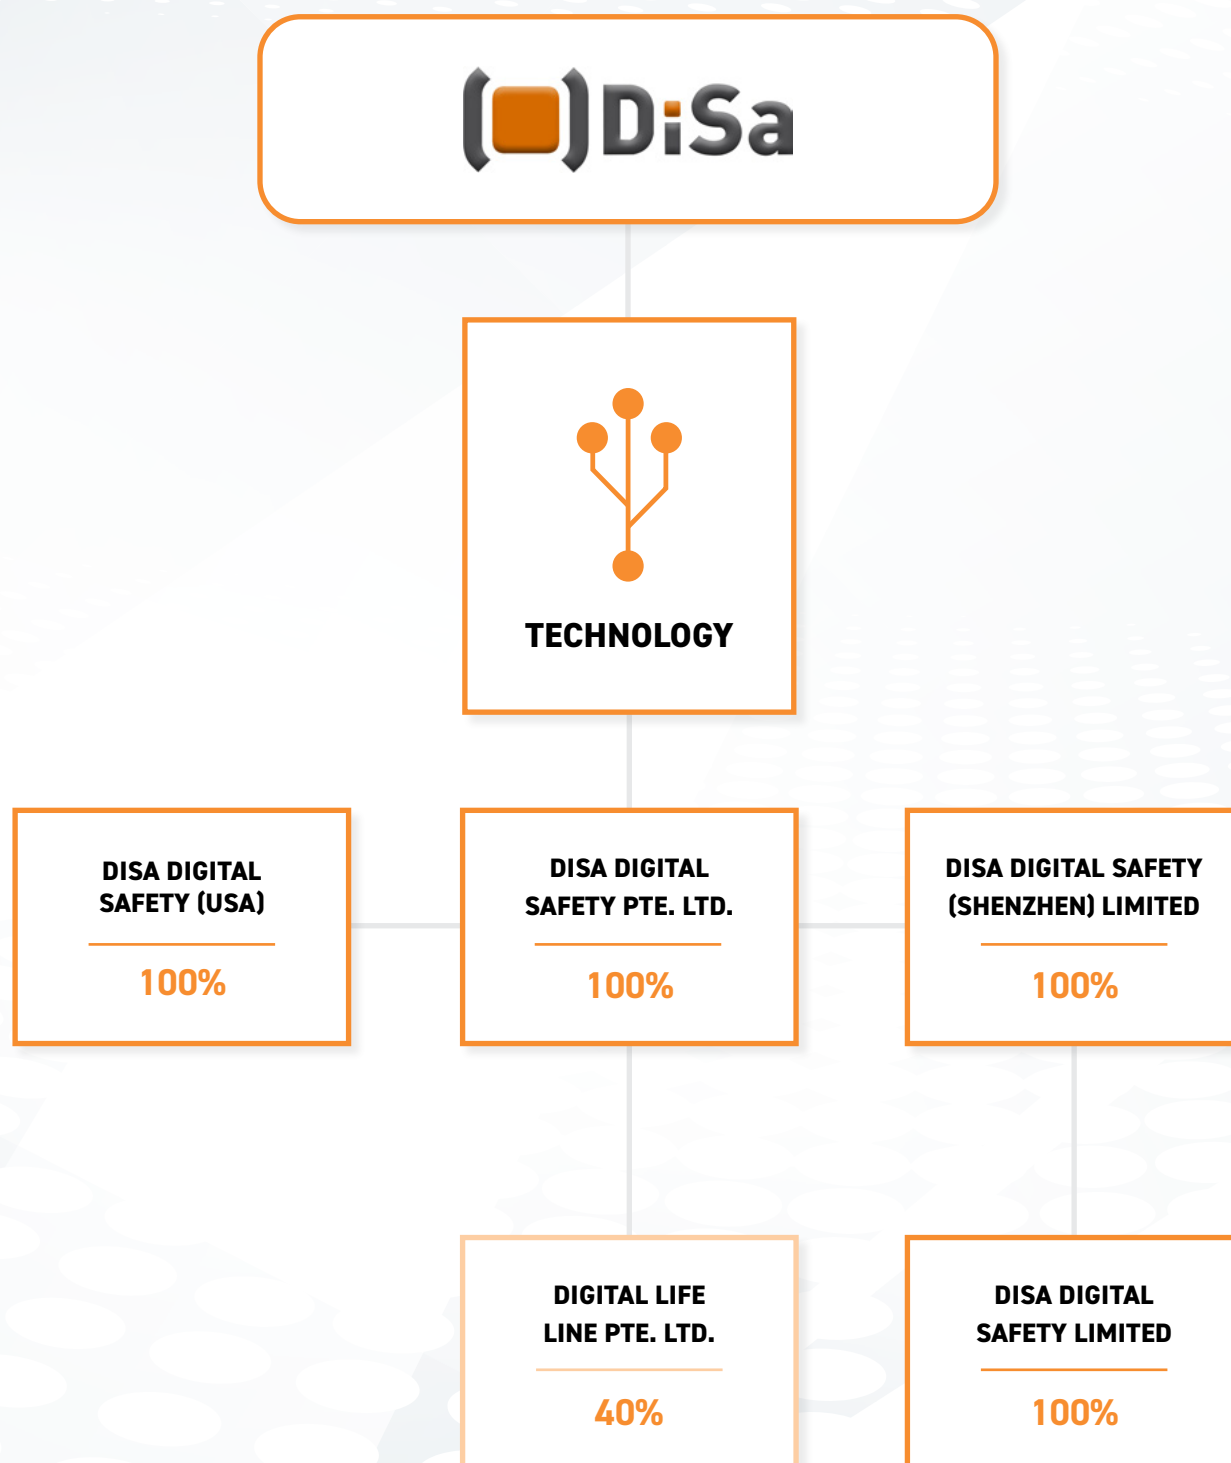 DiSa
TECHNOLOGY
DISA DIGITAL
SAFETY (USA)
100%
DISA DIGITAL
SAFETY PTE. LTD.
100%
DISA DIGITAL SAFETY
(SHENZHEN) LIMITED
100%
DIGITAL LIFE
LINE PTE. LTD.
40%
DISA DIGITAL
SAFETY LIMITED
100%